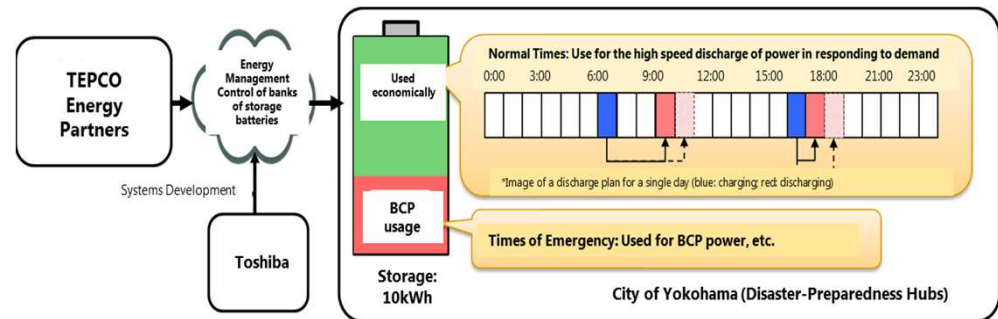 TEPCO
Energy
Partners
Energy
Management
Control of banks
of storage
batteries
Systems Development
Toshiba
Used
economically
BCP
usage
Storage:
10kWh
Normal Times: Use for the high speed discharge of power in responding to demand
0:00 3:00 6:00 9:00 12:00 15:00 18:00 21:00 23:00
*Image of a discharge plan for a single day (blue: charging; red: discharging)
Times of Emergency: Used for BCP power, etc.
City of Yokohama (Disaster-Preparedness Hubs)